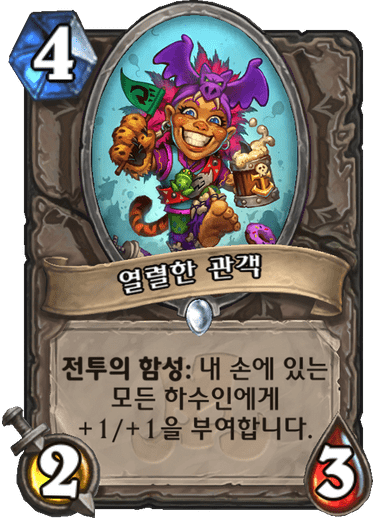 4
열렬한 관객
전투의 함성: 내 손에 있는
모든 하수인에게
+1/+1을 부여합니다.
2
3